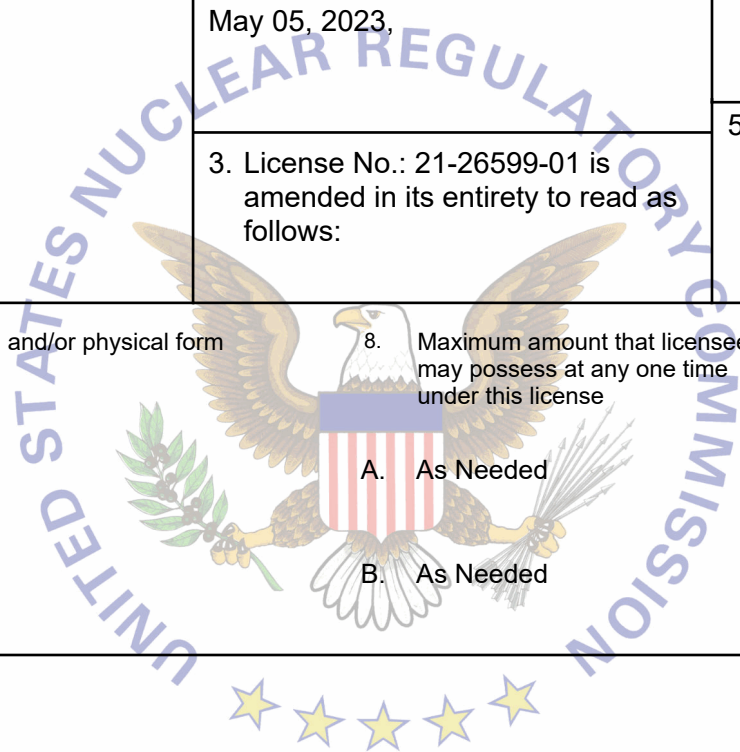 May 05, 2023,
5
3. License No.: 21-26599-01 is
amended in its entirety to read as
follows:
and/or physical form
8. Maximum amount that licensee
may possess at any one time
under this license
A. As Needed
B. As Needed
UNITED STATES NUCLEAR REGULATORY COMMISSION